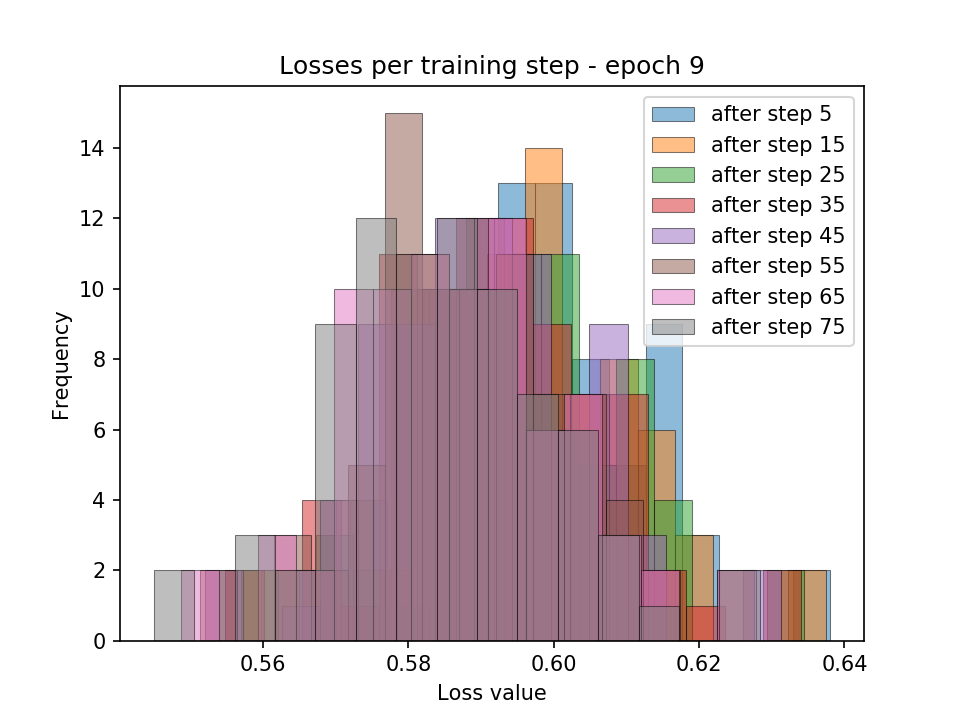 Losses per training step - epoch 9
after step 5
after step 15
after step 25
after step 35
after step 45
after step 55
after step 65
after step 75
Frequency
14
12
10
8
6
4
2
0
0.56 0.58 0.60 0.62 0.64
Loss value